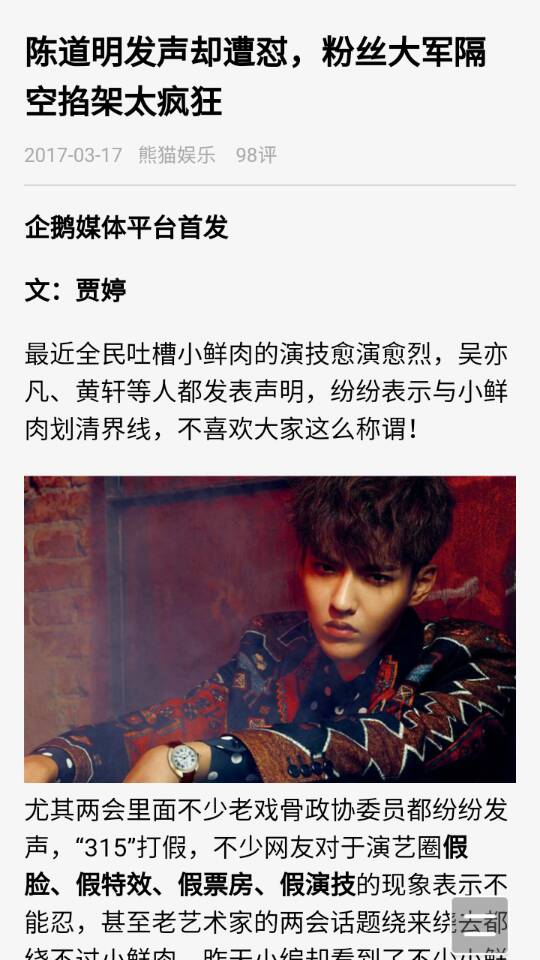 陈道明发声却遭怼，粉丝大军隔
空掐架太疯狂
2017-03-17 熊猫娱乐 98评
企鹅媒体平台首发
文：贾婷
最近全民吐槽小鲜肉的演技愈演愈烈，吴亦
凡、黄轩等人都发表声明，纷纷表示与小鲜
肉划清界线，不喜欢大家这么称谓！
尤其两会里面不少老戏骨政协委员都纷纷发
声，“315”打假，不少网友对于演艺圈假
脸、假特效、假票房、假演技的现象表示不
能忍，甚至老艺术家的两会话题绕来绕去都
绕不过小鲜肉，昨天小编却看到了不少小鲜